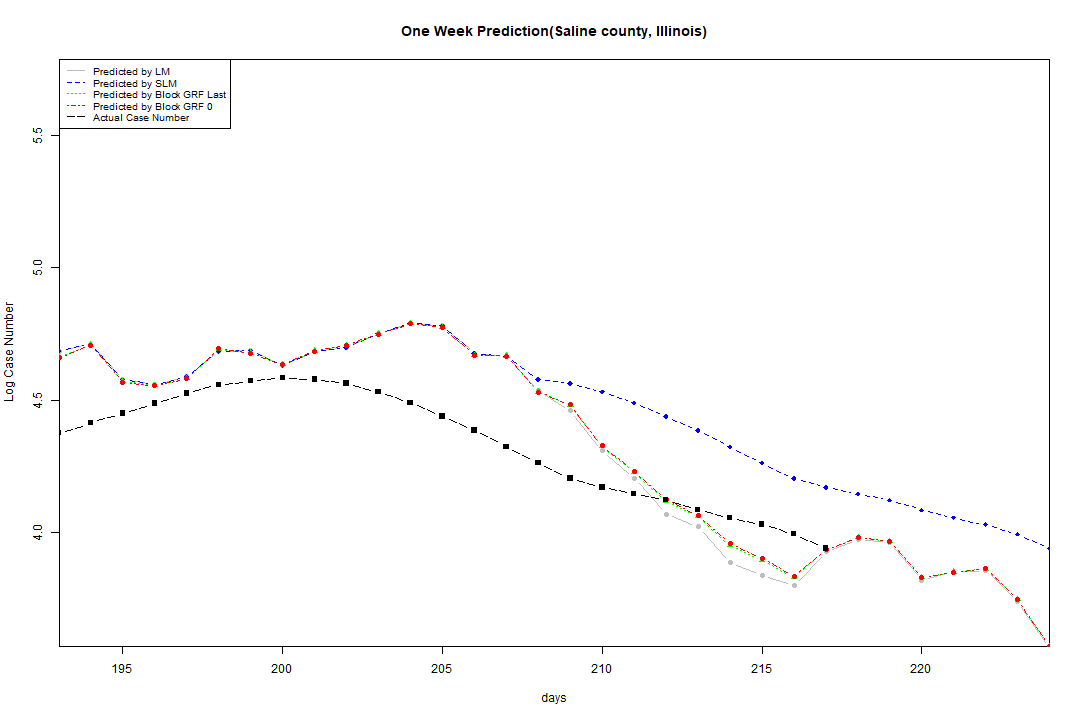 One Week Prediction(Saline county, Illinois)
Predicted by LM
Predicted by SLM
Predicted by Block GRF Last
Predicted by Block GRF 0
Actual Case Number
5.5
5.0
4.5
4.0
Log Case Number
195 200 205 210 215 220
days